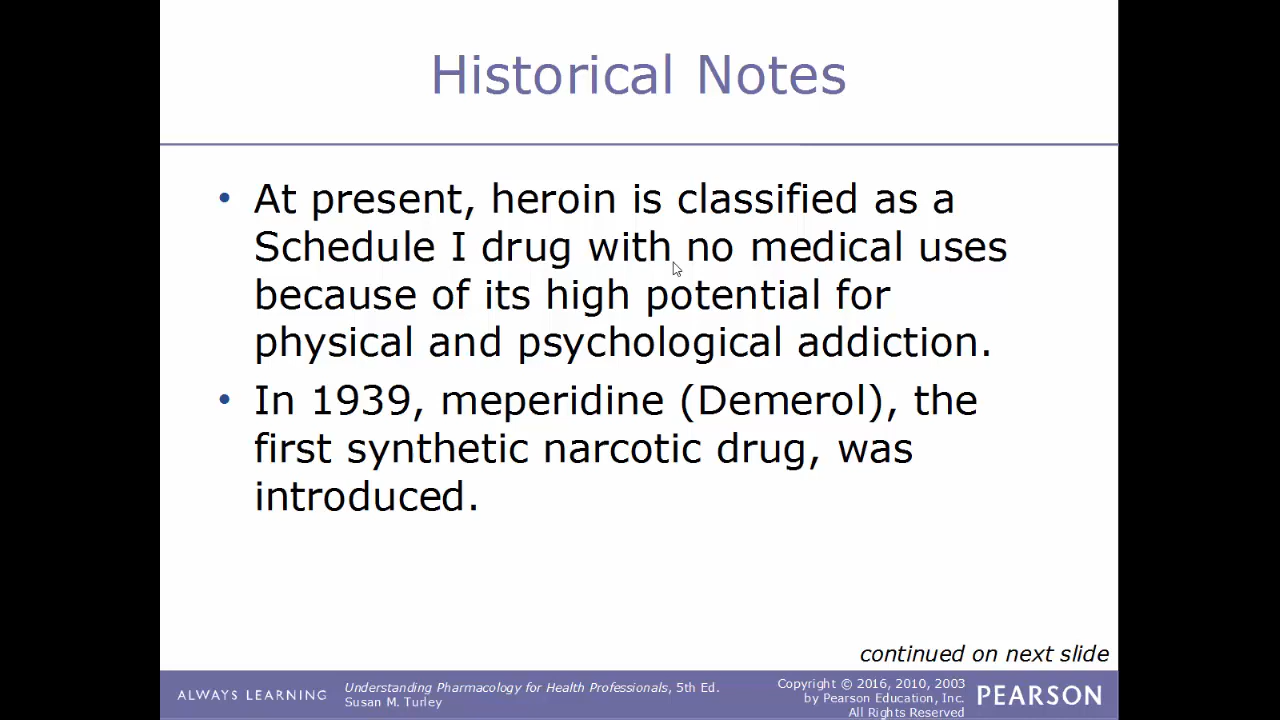 Historical Notes
• At present, heroin is classified as a
Schedule I drug with no medical uses
because of its high potential for
physical and psychological addiction.
• In 1939, meperidine (Demerol), the
first synthetic narcotic drug, was
introduced.
continued on next slide
ALWAYS LEARNING
Understanding Pharmacology for Health Professionals, 5th Ed.
Susan M. Turley
Copyright © 2016, 2010, 2003
by Pearson Education, Inc.
All Rights Reserved
PEARSON